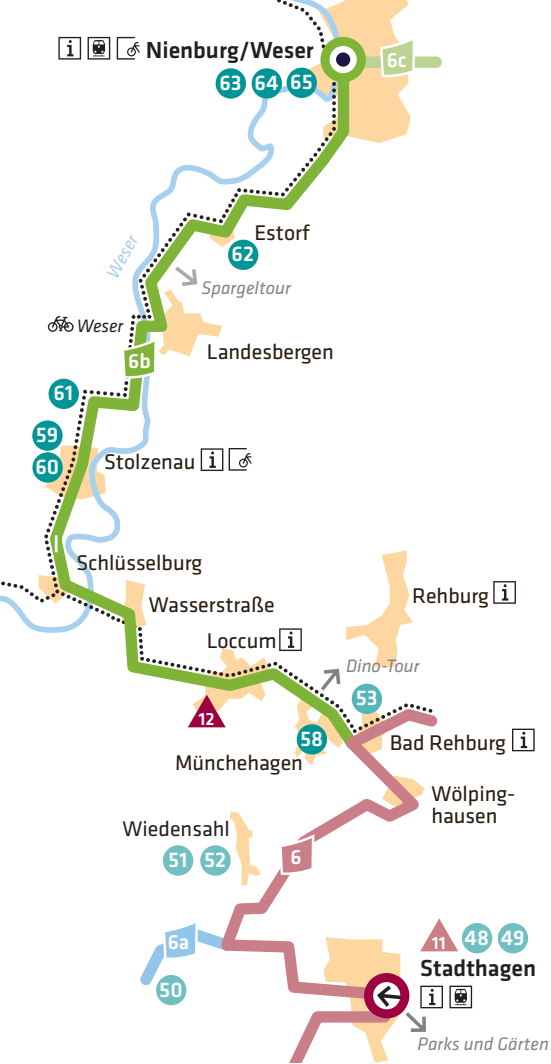 i Nienburg/Weser
6c
63 64 65
Estorf
62
Weser
Spargeltour
Weser
Landesbergen
6b
61
59
60
Stolzenau i
Schlüsselburg
Wasserstraße
Rehburg i
Loccum i
Dino-Tour
53
12
58
Bad Rehburg i
Münchehagen
Wölping-
hausen
Wiedensahl
51 52
6
6a
50
11 48 49
Stadthagen
i
Parks und Gärten